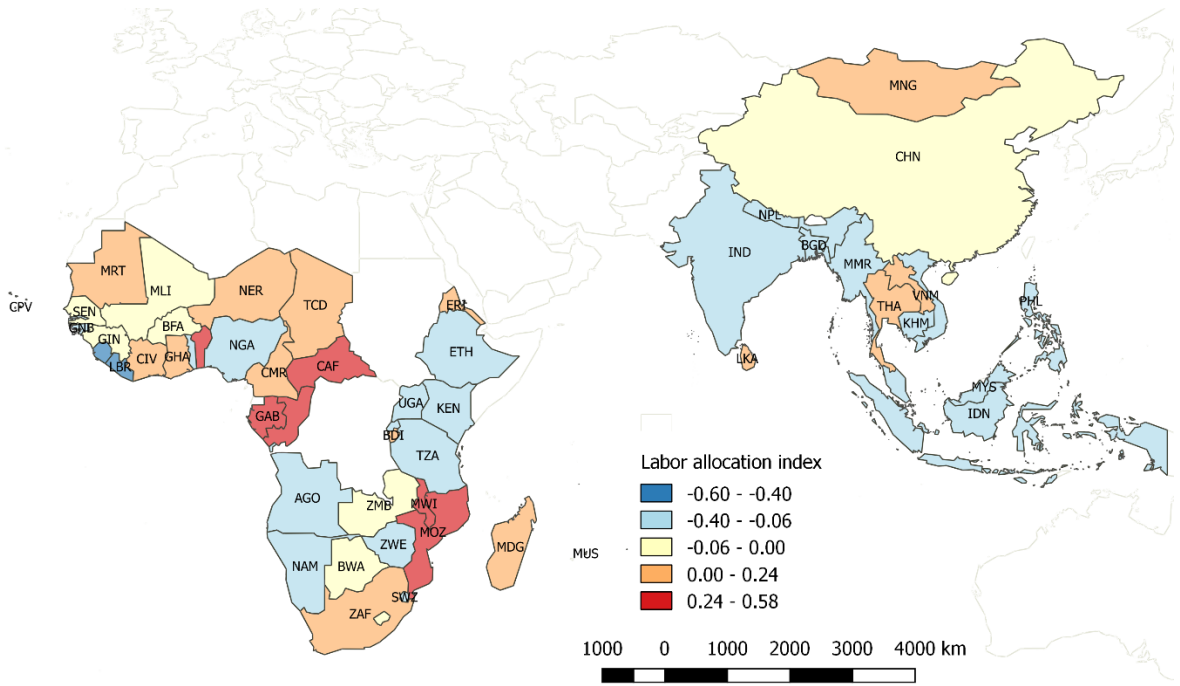 MNG
CHN
NPL
BGD
IND
MMR
MRT
MLI
NER
TCD
ERI
CPV
SEN
GNB
GIN
BFA
LBR
CIV
GHA
NGA
CMR
CAF
ETH
THA
VNM
KHM
PHL
LKA
GAB
UGA
KEN
BDI
TZA
MYS
IDN
AGO
ZMB
MWI
MOZ
ZWE
MDG
MUS
NAM
BWA
SWZ
ZAF
Labor allocation index
-0.60 - -0.40
-0.40 - -0.06
-0.06 - 0.00
0.00 - 0.24
0.24 - 0.58
1000 0 1000 2000 3000 4000 km